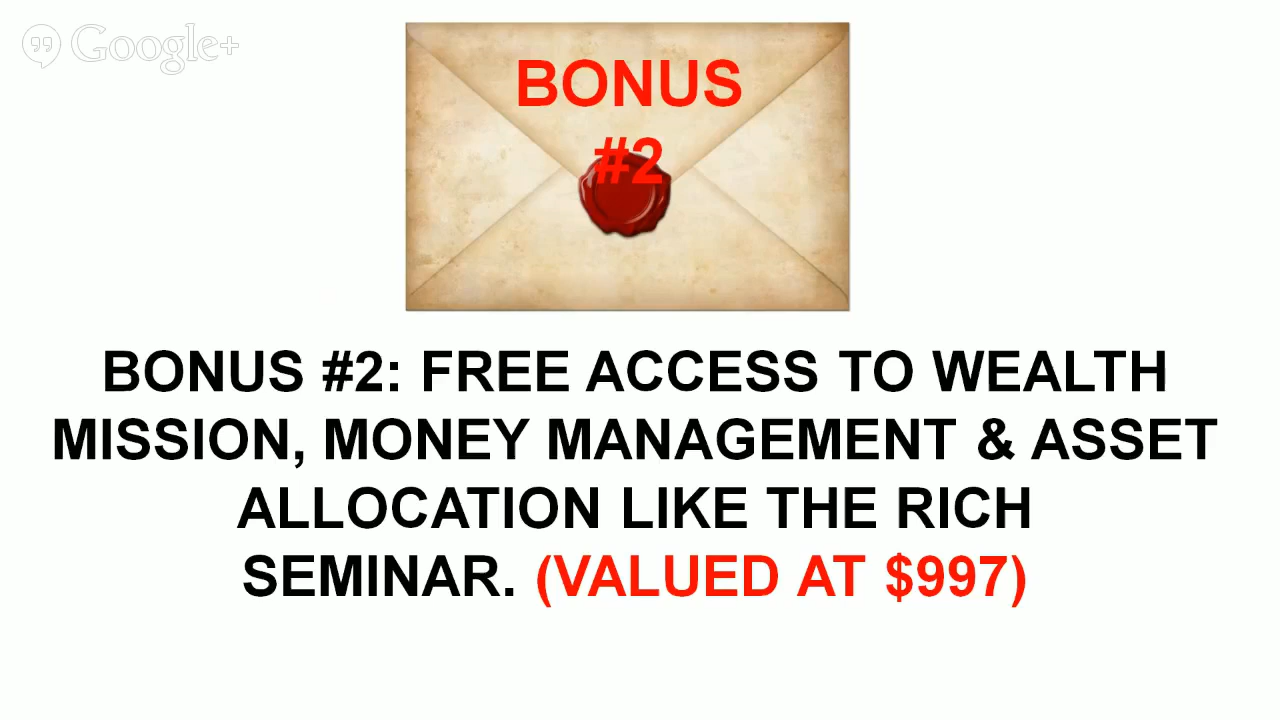 Google+
BONUS
#2
BONUS #2: FREE ACCESS TO WEALTH
MISSION, MONEY MANAGEMENT & ASSET
ALLOCATION LIKE THE RICH
SEMINAR. (VALUED AT $997)